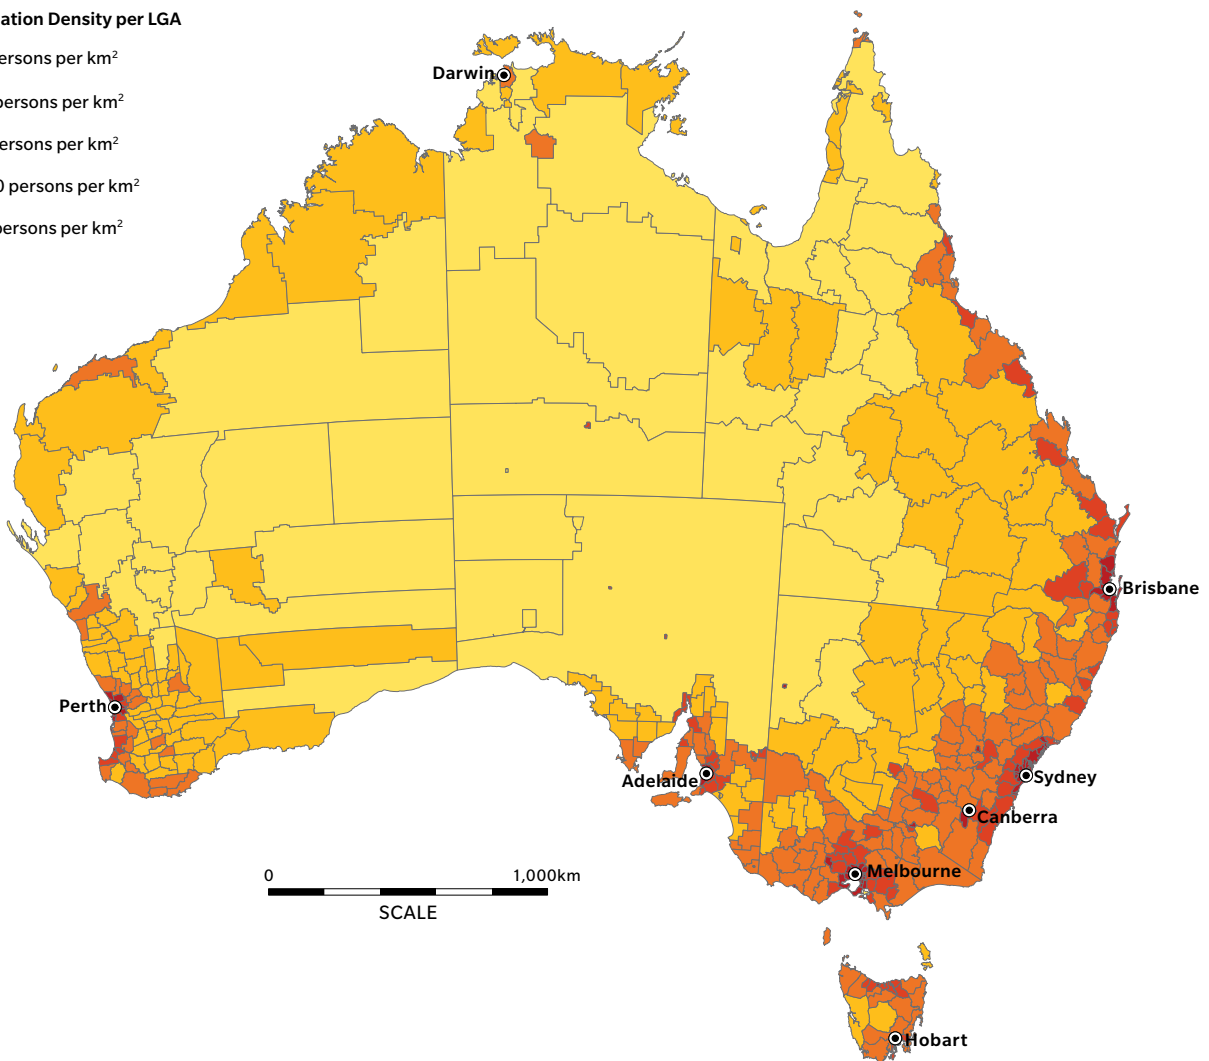 ation Density per LGA
ersons per km²
persons per km²
ersons per km²
0 persons per km²
persons per km²
Darwin
Brisbane
Perth
Adelaide
Sydney
Canberra
Melbourne
0 1,000km
SCALE
Hobart